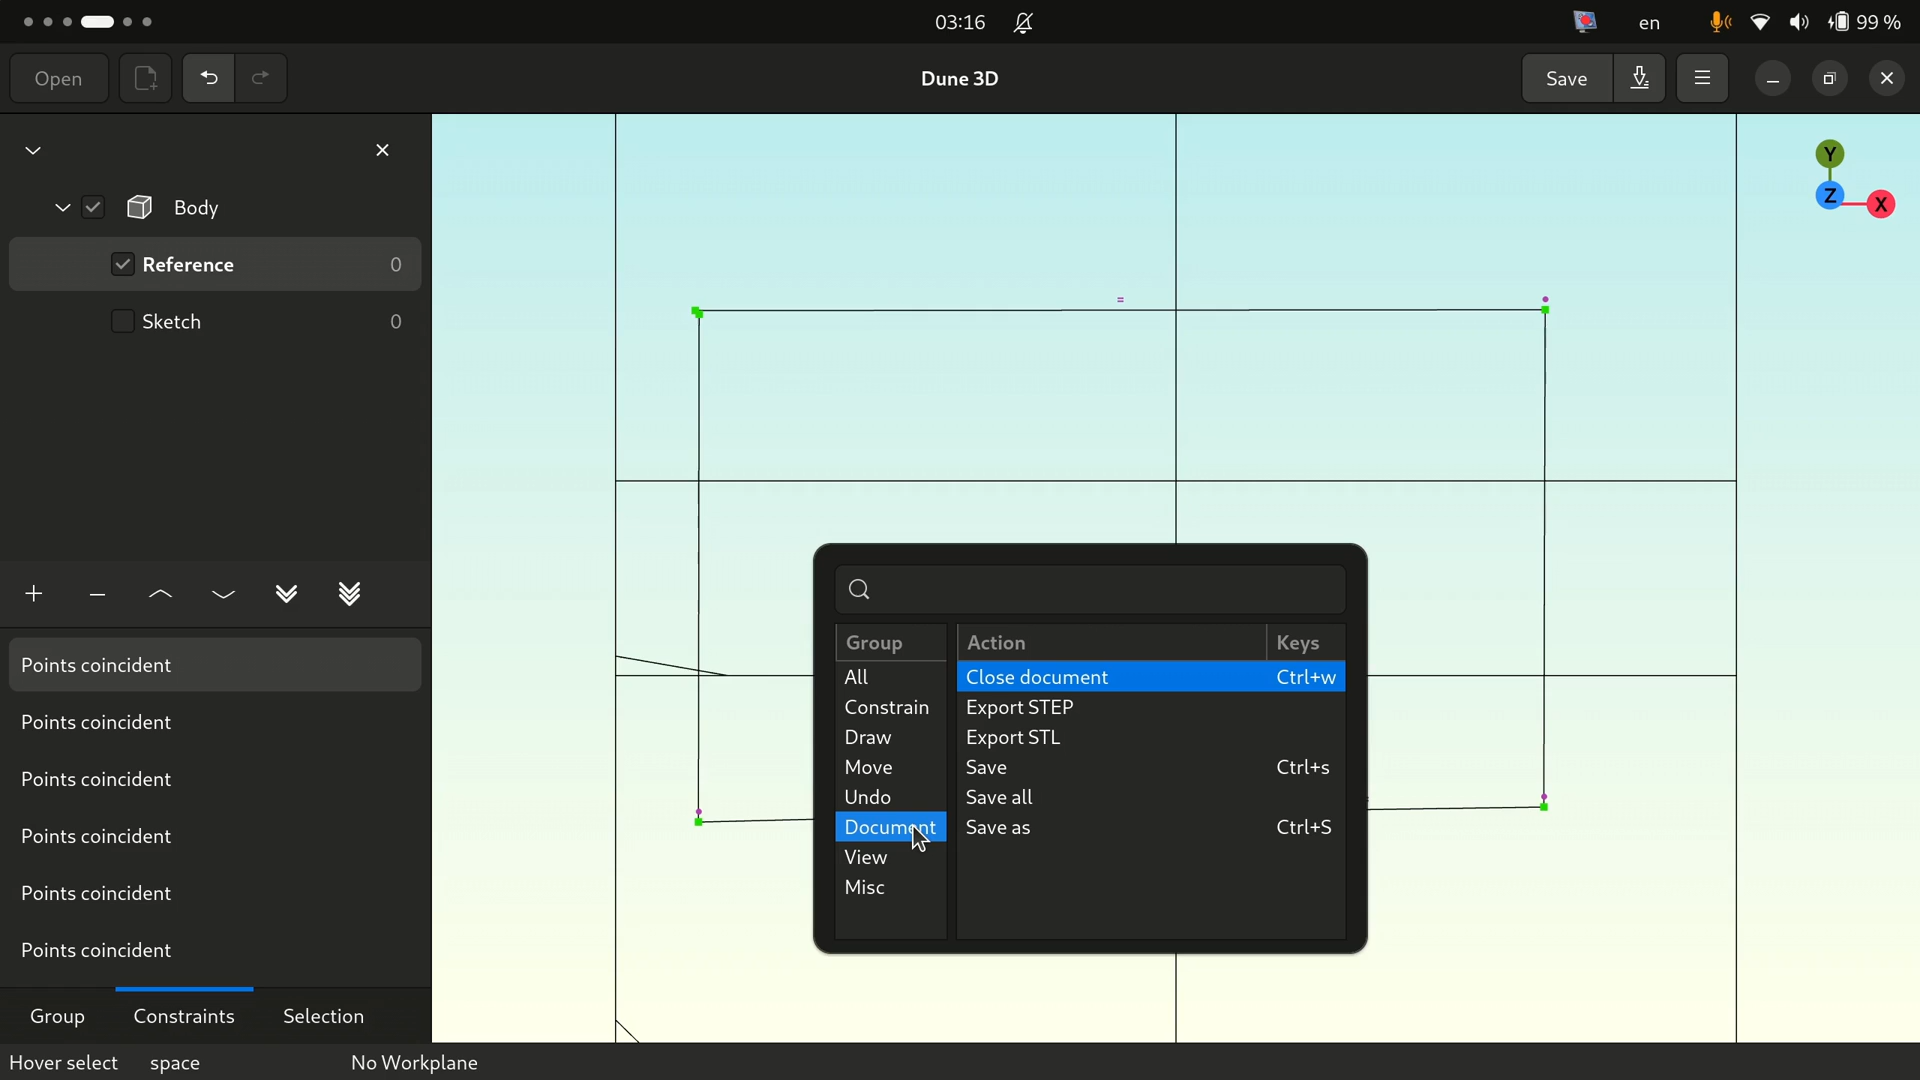 03:16
en
99 %
Open
Dune 3D
Save
Body
Reference 0
Sketch 0
Y
Z
X
=
Group Action Keys
All
Constrain
Draw
Move
Undo
Document
View
Misc
Close document Ctrl+w
Export STEP
Export STL
Save Ctrl+s
Save all
Save as Ctrl+S
Points coincident
Points coincident
Points coincident
Points coincident
Points coincident
Points coincident
Group Constraints Selection
Hover select space No Workplane